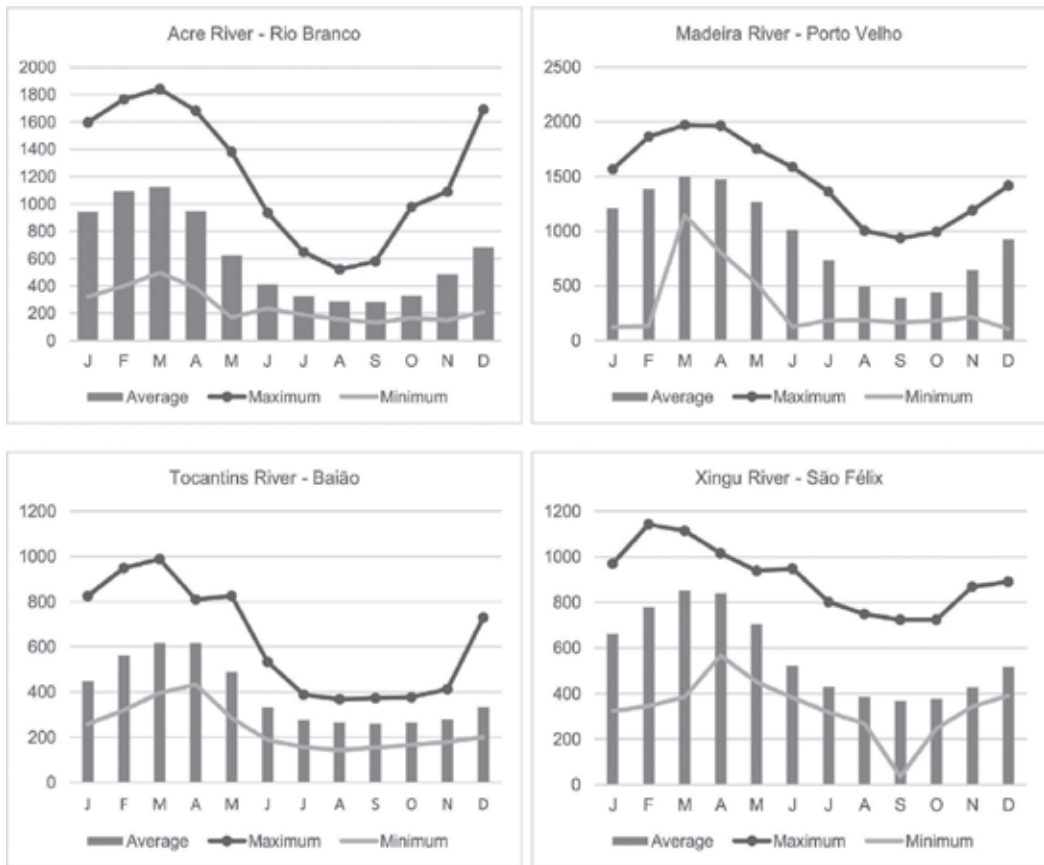 Acre River - Rio Branco
2000
1800
1600
1400
1200
1000
800
600
400
200
0
J F M A M J J A S O N D
Average Maximum Minimum
Madeira River - Porto Velho
2500
2000
1500
1000
500
0
J F M A M J J A S O N D
Average Maximum Minimum
Tocantins River - Baião
1200
1000
800
600
400
200
0
J F M A M J J A S O N D
Average Maximum Minimum
Xingu River - São Félix
1200
1000
800
600
400
200
0
J F M A M J J A S O N D
Average Maximum Minimum